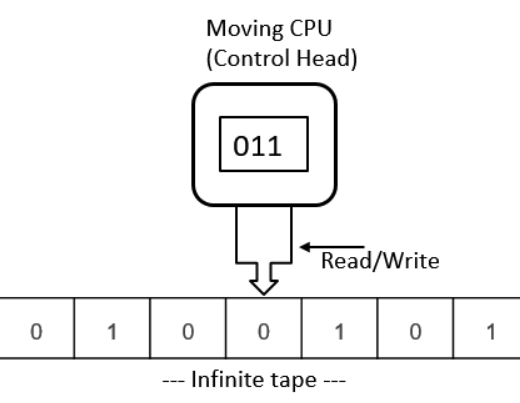 Moving CPU
(Control Head)
011
Read/Write
0 1 0 0 1 0 1
--- Infinite tape ---